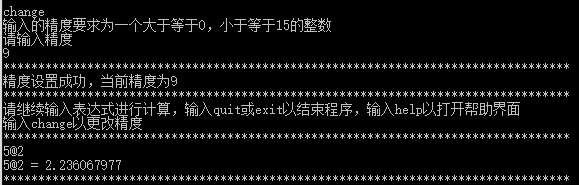 change
输入的精度要求为一个大于等于0，小于等于15的整数
请输入精度
9
***********************************************************************
精度设置成功，当前精度为9
***********************************************************************
请继续输入表达式进行计算，输入quit或exit以结束程序，输入help以打开帮助界面
输入change以更改精度
***********************************************************************
5@2
5@2 = 2.236067977
***********************************************************************